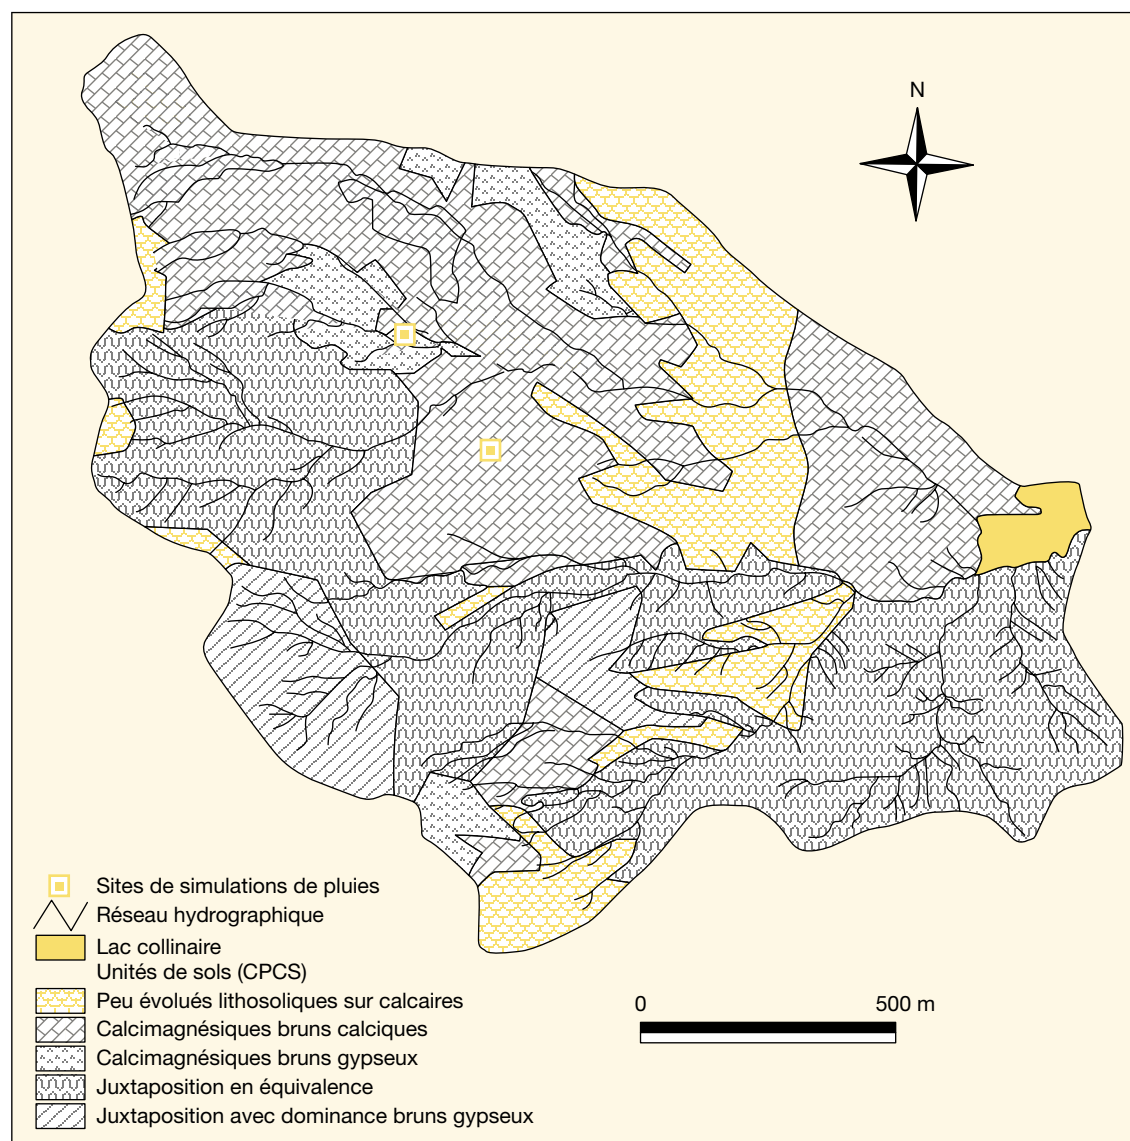 N
Sites de simulations de pluies
Réseau hydrographique
Lac collinaire
Unités de sols (CPCS)
Peu évolués lithosoliques sur calcaires
Calcimagnésiques bruns calciques
Calcimagnésiques bruns gypseux
Juxtaposition en équivalence
Juxtaposition avec dominance bruns gypseux
0 500 m